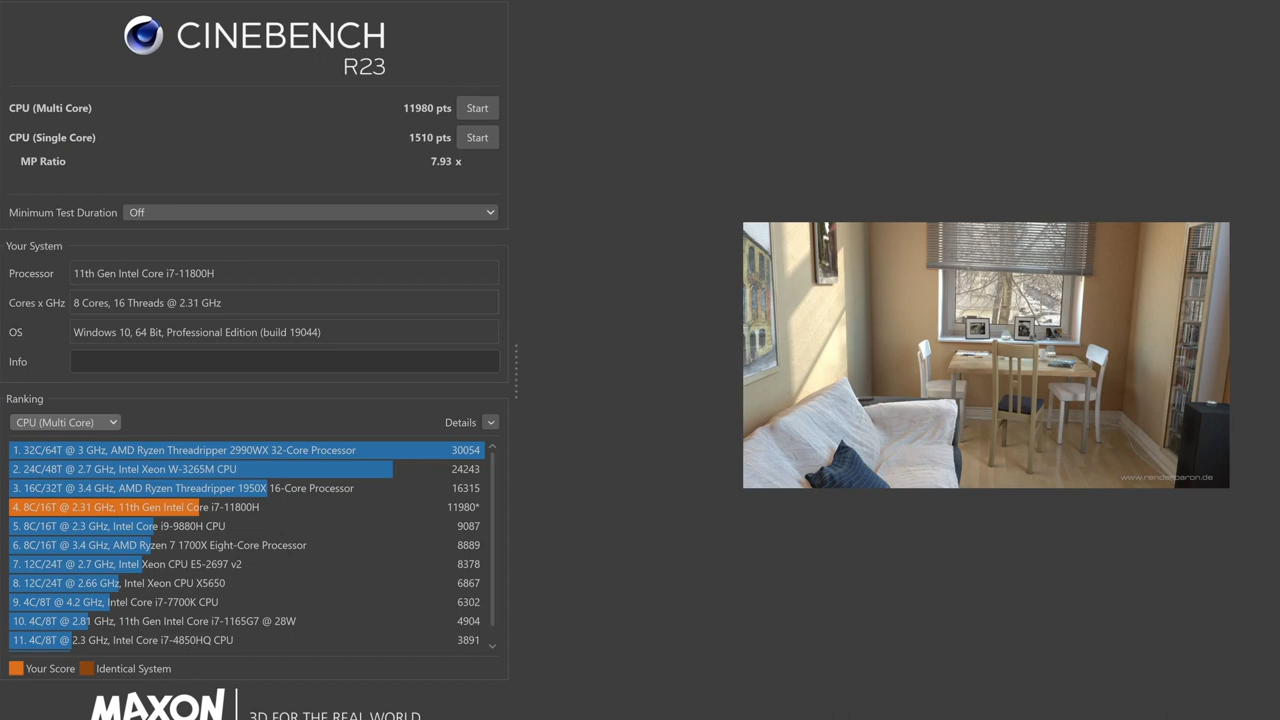 CINEBENCH
R23
CPU (Multi Core) 11980 pts Start
CPU (Single Core) 1510 pts Start
MP Ratio 7.93 x
Minimum Test Duration Off
Your System
Processor 11th Gen Intel Core i7-11800H
Cores x GHz 8 Cores, 16 Threads @ 2.31 GHz
OS Windows 10, 64 Bit, Professional Edition (build 19044)
Info
Ranking
CPU (Multi Core) Details
1. 32C/64T @ 3 GHz, AMD Ryzen Threadripper 2990WX 32-Core Processor 30054
2. 24C/48T @ 2.7 GHz, Intel Xeon W-3265M CPU 24243
3. 16C/32T @ 3.4 GHz, AMD Ryzen Threadripper 1950X 16-Core Processor 16315
4. 8C/16T @ 2.31 GHz, 11th Gen Intel Core i7-11800H 11980*
5. 8C/16T @ 2.3 GHz, Intel Core i9-9880H CPU 9087
6. 8C/16T @ 3.4 GHz, AMD Ryzen 7 1700X Eight-Core Processor 8889
7. 12C/24T @ 2.7 GHz, Intel Xeon CPU E5-2697 v2 8378
8. 12C/24T @ 2.66 GHz, Intel Xeon CPU X5650 6867
9. 4C/8T @ 4.2 GHz, Intel Core i7-7700K CPU 6302
10. 4C/8T @ 2.81 GHz, 11th Gen Intel Core i7-1165G7 @ 28W 4904
11. 4C/8T @ 2.3 GHz, Intel Core i7-4850HQ CPU 3891
Your Score Identical System
MAXON 3D FOR THE REAL WORLD
www.renderbaron.de